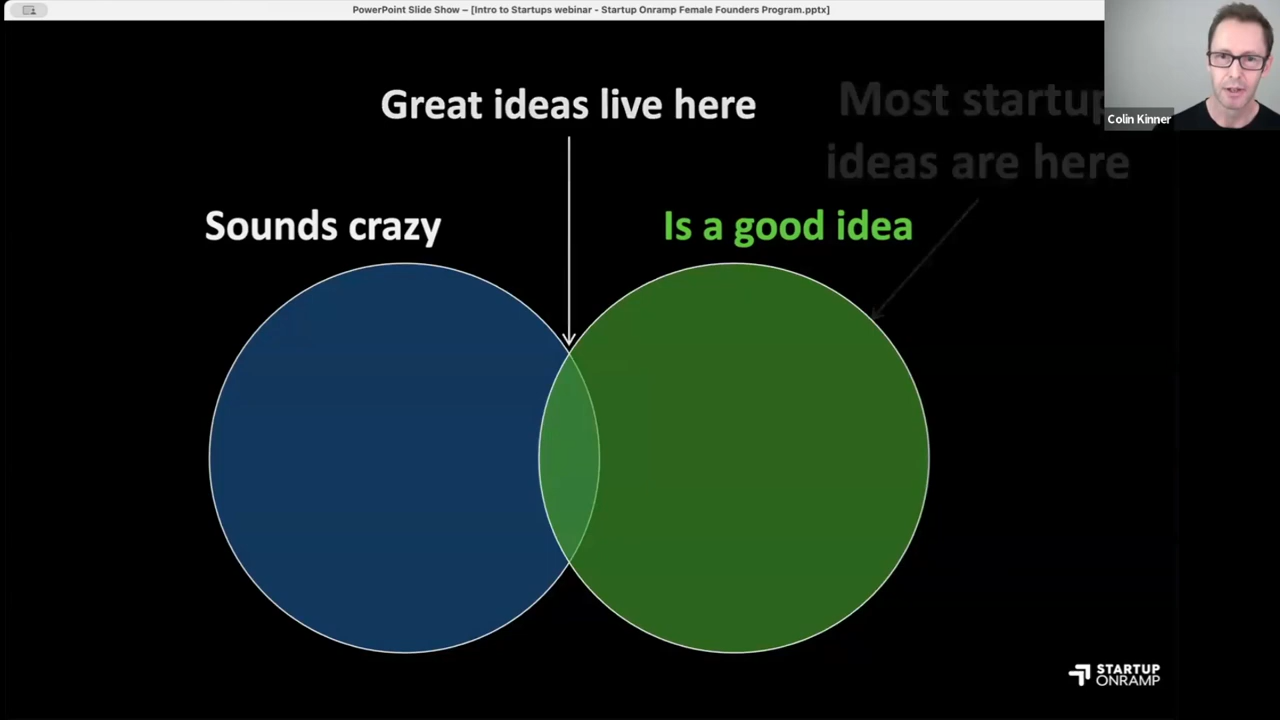 PowerPoint Slide Show – [Intro to Startups webinar - Startup Onramp Female Founders Program.pptx]
Great ideas live here
Most startup
ideas are here
Colin Kinner
Sounds crazy
Is a good idea
STARTUP
ONRAMP